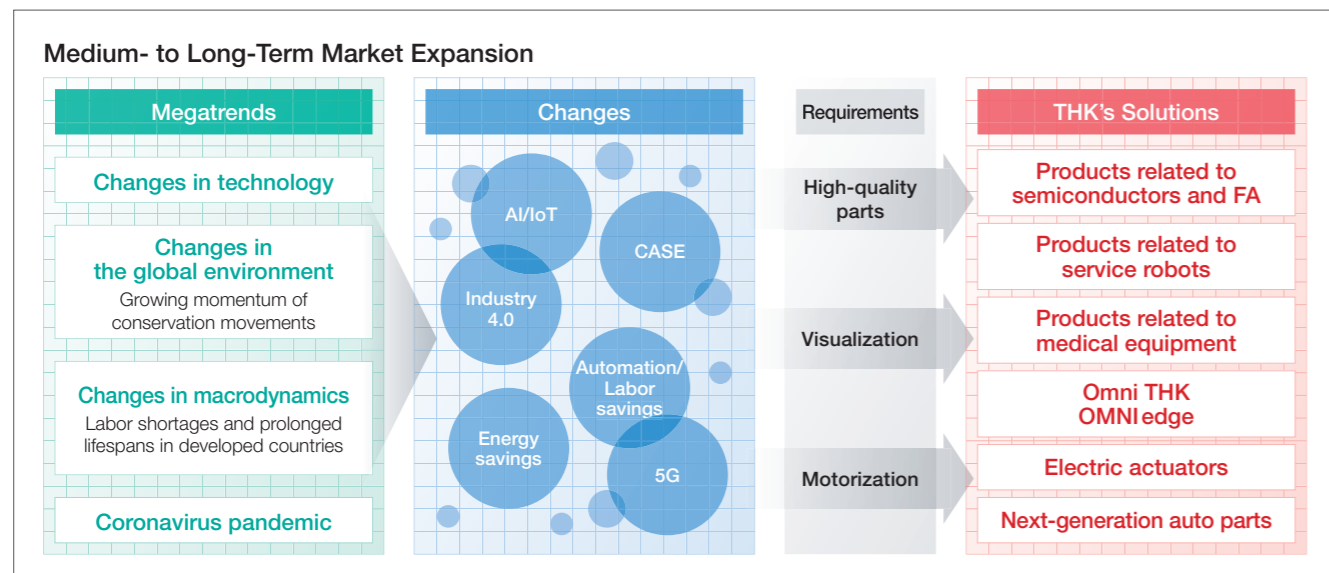 Medium- to Long-Term Market Expansion
Megatrends
Changes in technology
Changes in
the global environment
Growing momentum of
conservation movements
Changes in macrodynamics
Labor shortages and prolonged
lifespans in developed countries
Coronavirus pandemic
Changes
AI/IoT
CASE
Industry
4.0
Automation/
Labor
savings
Energy
savings
5G
Requirements
High-quality
parts
Visualization
Motorization
THK's Solutions
Products related to
semiconductors and FA
Products related to
service robots
Products related to
medical equipment
Omni THK
OMNIedge
Electric actuators
Next-generation auto parts